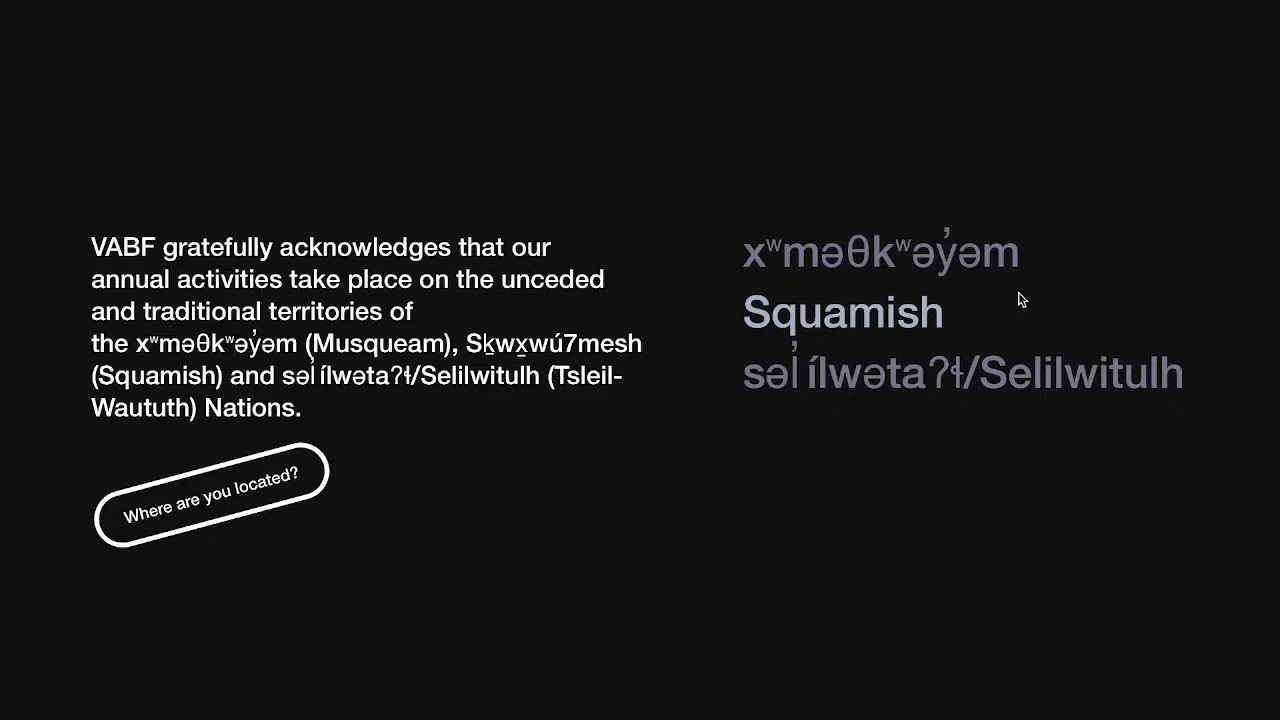 VABF gratefully acknowledges that our
annual activities take place on the unceded
and traditional territories of
the xʷməθkʷəy̓əm (Musqueam), Sḵwx̱wú7mesh
(Squamish) and səl̓ ílwətaʔɬ/Selilwitulh (Tsleil-
Waututh) Nations.
Where are you located?
xʷməθkʷəy̓əm
Squamish
səl̓ ílwətaʔɬ/Selilwitulh